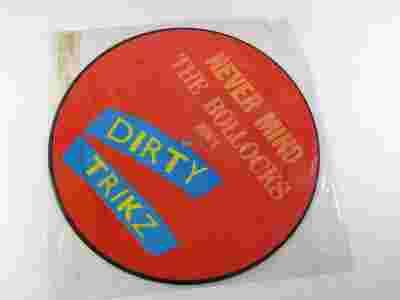 NEVER MIND
THE BOLLOCKS
DIRTY
TRIKZ